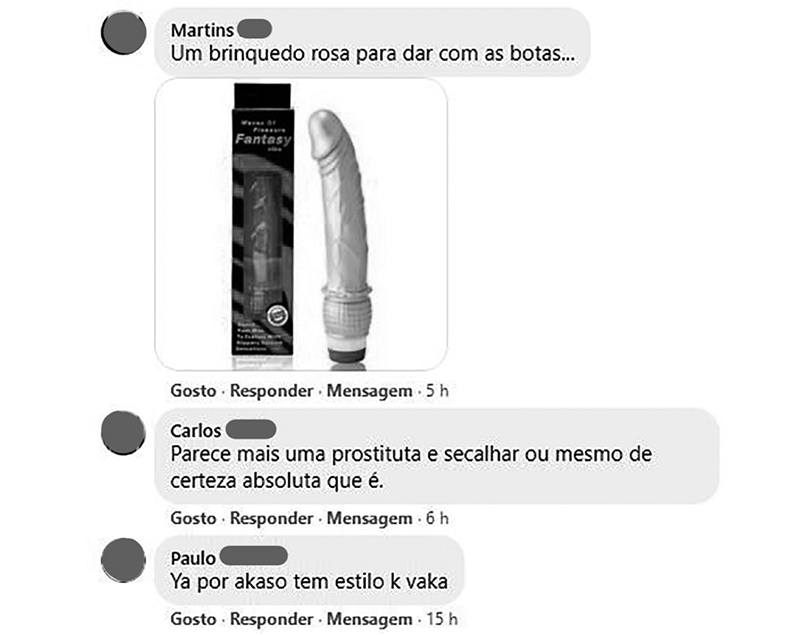 Martins
Um brinquedo rosa para dar com as botas...
Waves Of
Pleasure
Fantasy
vibe
Gosto · Responder · Mensagem · 5 h
Carlos
Parece mais uma prostituta e secalhar ou mesmo de
certeza absoluta que é.
Gosto · Responder · Mensagem · 6 h
Paulo
Ya por akaso tem estilo k vaka
Gosto · Responder · Mensagem · 15 h